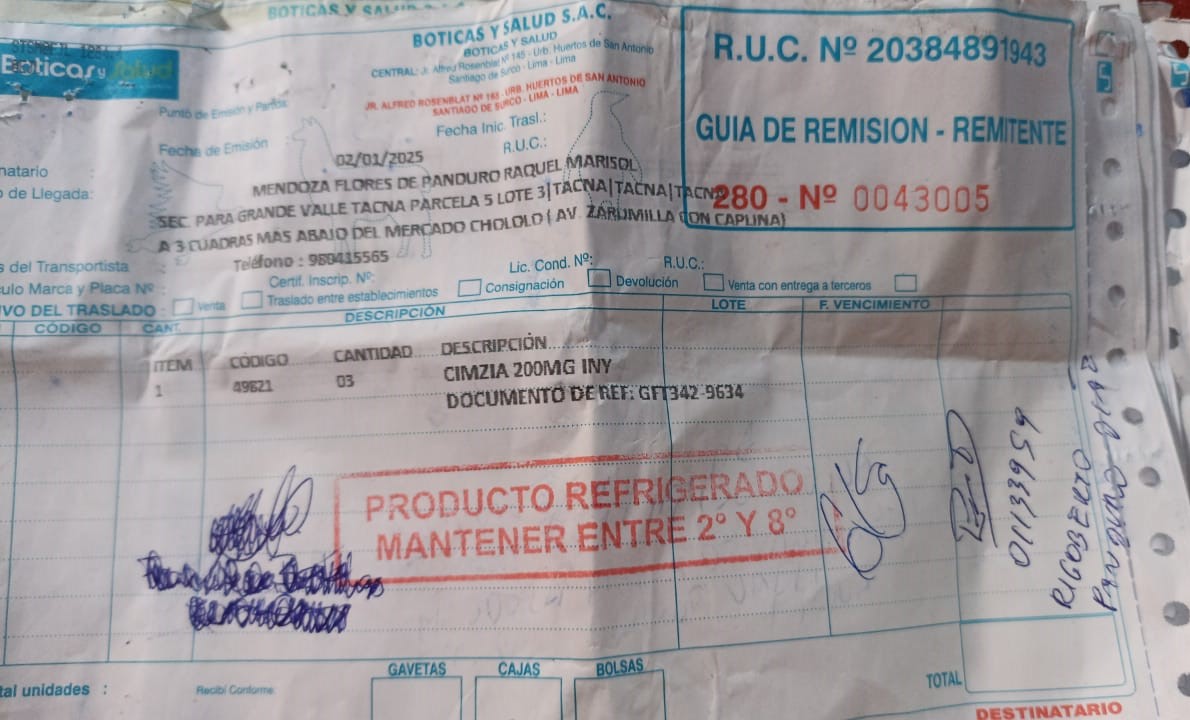 BOTICAS Y SALUD
Boticas y Salud
BOTICAS Y SALUD S.A.C.
BOTICAS Y SALUD
CENTRAL: Jr. Alfred Rosenblat Nº 145 - Urb. Huertos de San Antonio
Santiago de Surco - Lima - Lima
Punto de Emisión y Partida:
JR. ALFREDO ROSENBLAT Nº 165 - URB. HUERTOS DE SAN ANTONIO
SANTIAGO DE SURCO - LIMA - LIMA
R.U.C. Nº 20384891943
GUIA DE REMISION - REMITENTE
280 - Nº 0043005
Fecha de Emisión
Fecha Inic. Trasl.:
02/01/2025
R.U.C.:
natario
MENDOZA FLORES DE PANDURO RAQUEL MARISOL
o de Llegada:
SEC. PARA GRANDE VALLE TACNA PARCELA 5 LOTE 3|TACNA|TACNA|TACNA
A 3 CUADRAS MAS ABAJO DEL MERCADO CHOLOLO ( AV. ZARUMILLA CON CAPLINA)
Teléfono : 980415565
s del Transportista
Certif. Inscrip. Nº:
Lic. Cond. Nº:
R.U.C.:
ulo Marca y Placa Nº :
IVO DEL TRASLADO : Venta Traslado entre establecimientos Consignación Devolución Venta con entrega a terceros
CÓDIGO CANT. DESCRIPCIÓN LOTE F. VENCIMIENTO
ITEM CÓDIGO CANTIDAD DESCRIPCIÓN
1 49621 03 CIMZIA 200MG INY
DOCUMENTO DE REF: GFT342-9634
PRODUCTO REFRIGERADO
MANTENER ENTRE 2° Y 8°
01133959
RIGOBERTO
PANDURO
GAVETAS CAJAS BOLSAS
TOTAL
tal unidades :
Recibí Conforme:
DESTINATARIO